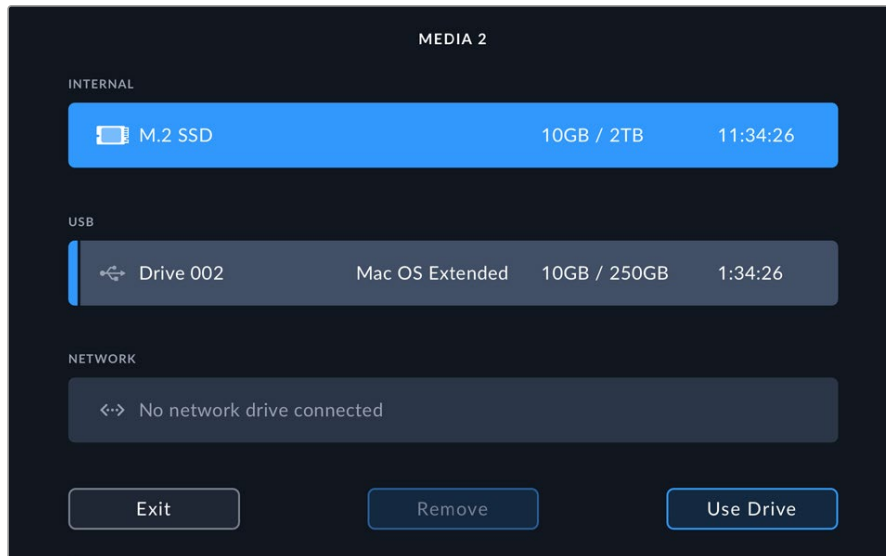 MEDIA 2
INTERNAL
M.2 SSD 10GB / 2TB 11:34:26
USB
Drive 002 Mac OS Extended 10GB / 250GB 1:34:26
NETWORK
No network drive connected
Exit Remove Use Drive